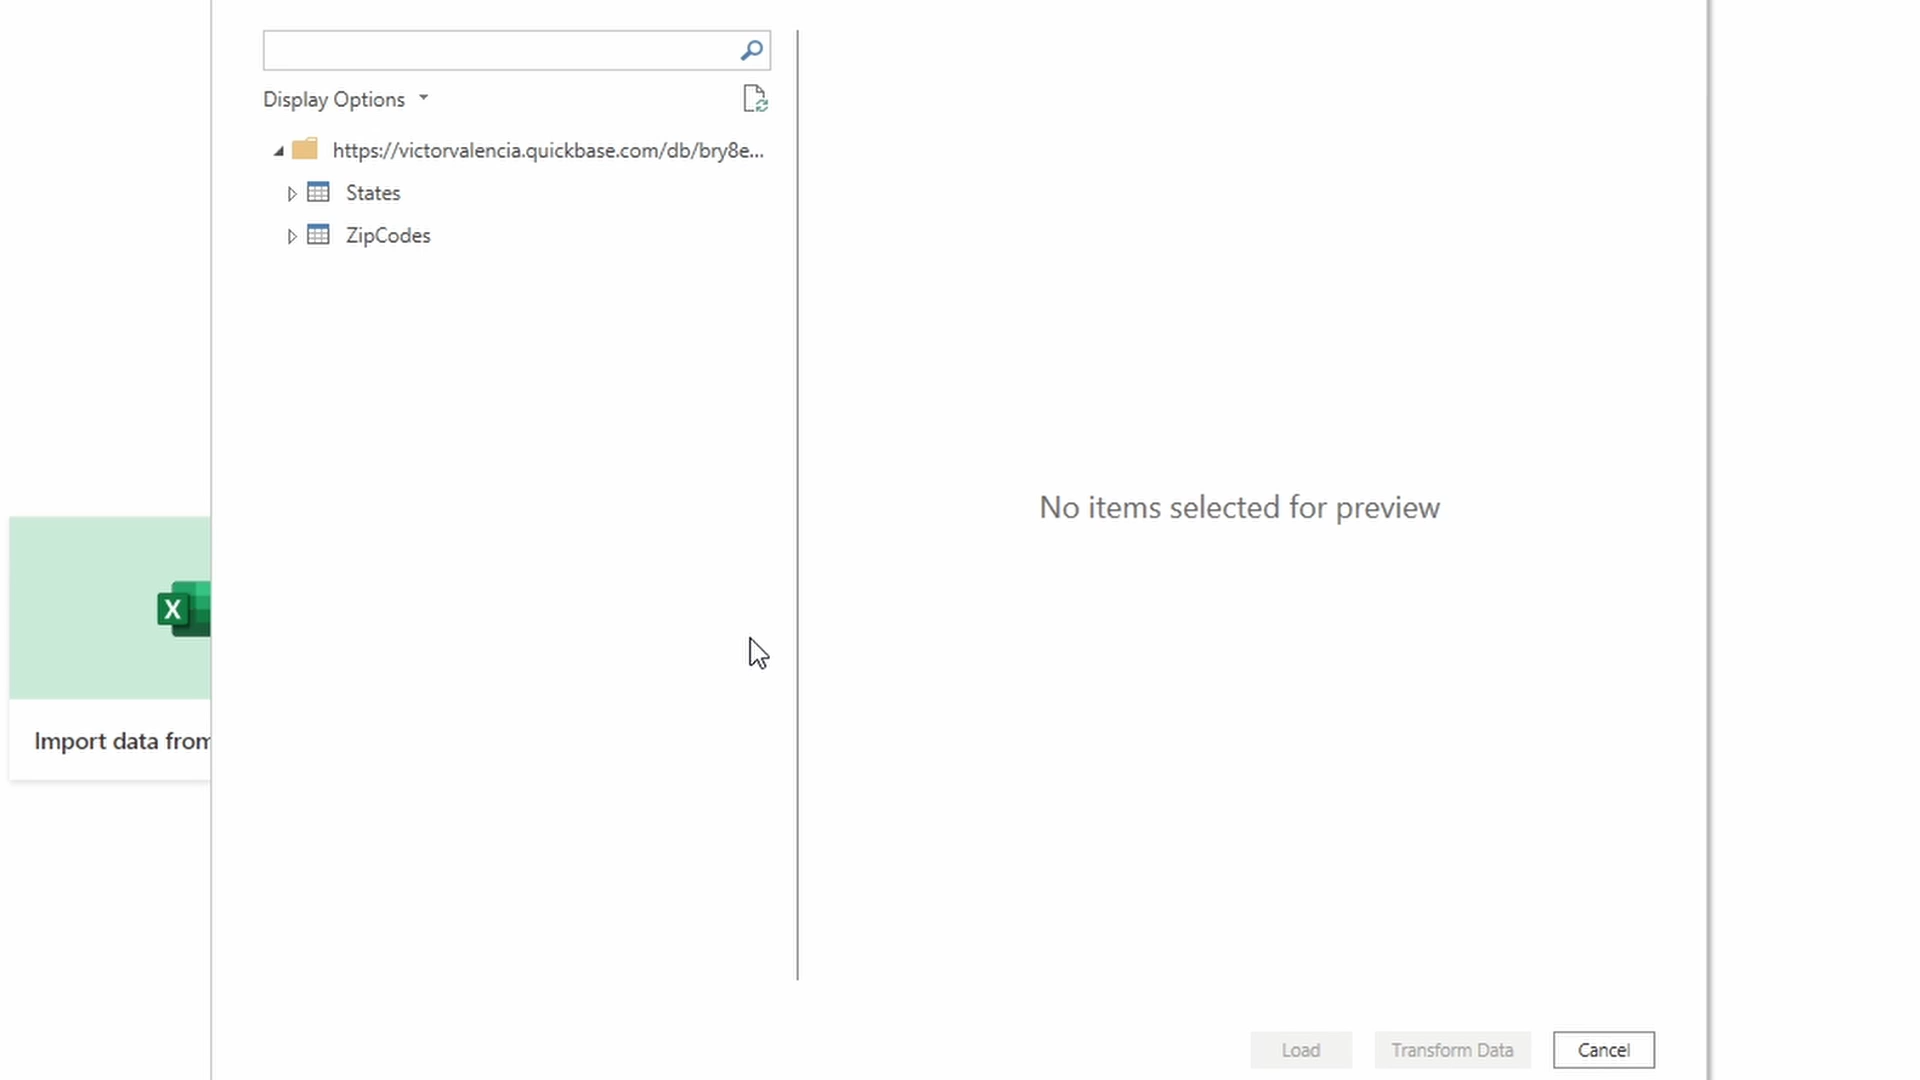 Display Options
https://victorvalencia.quickbase.com/db/bry8e...
States
ZipCodes
No items selected for preview
X
Import data from
Load
Transform Data
Cancel